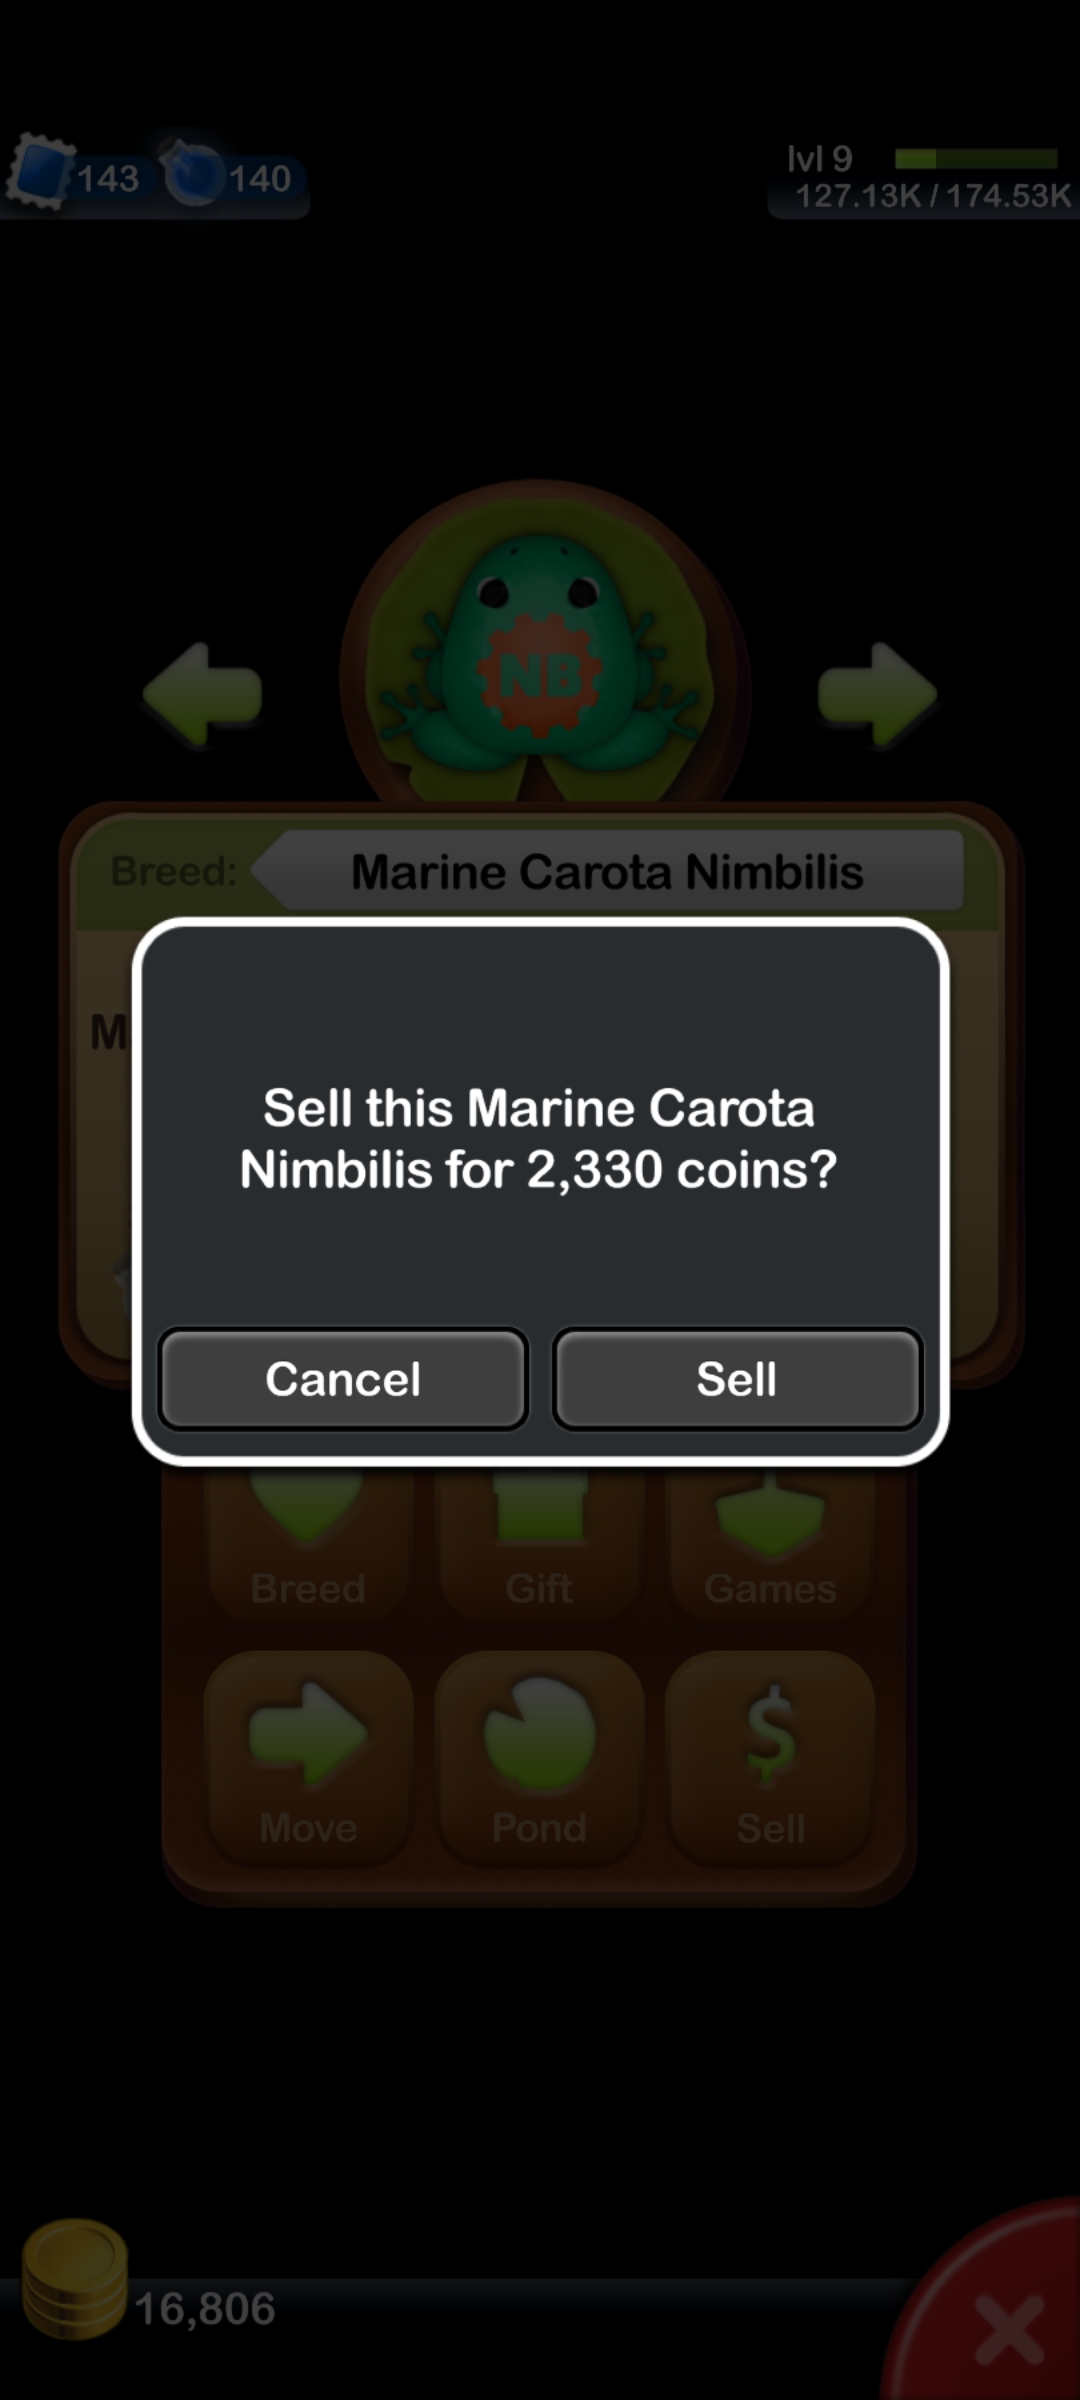 143
140
lvl 9
127.13K / 174.53K
NB
Breed:
Marine Carota Nimbilis
M
Sell this Marine Carota
Nimbilis for 2,330 coins?
Cancel
Sell
Breed
Gift
Games
Move
Pond
$
Sell
16,806